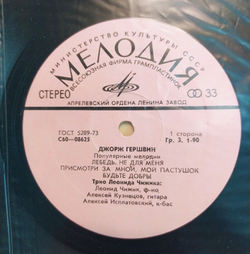 МИНИСТЕРСТВО КУЛЬТУРЫ СССР
МЕЛОДИЯ
ВСЕСОЮЗНАЯ ФИРМА ГРАМПЛАСТИНОК
СТЕРЕО
33
АПРЕЛЕВСКИЙ ОРДЕНА ЛЕНИНА ЗАВОД
ГОСТ 5289-73
С60—08625
1 сторона
Гр. 3. 1-90
ДЖОРЖ ГЕРШВИН
Популярные мелодии
ЛЕБЕДЬ, НЕ ДЛЯ МЕНЯ
ПРИСМОТРИ ЗА МНОЙ, МОЙ ПАСТУШОК
БУДЬТЕ ДОБРЫ
Трио Леонида Чижика:
Леонид Чижик, ф-но
Алексей Кузнецов, гитара
Алексей Исплатовский, к-бас